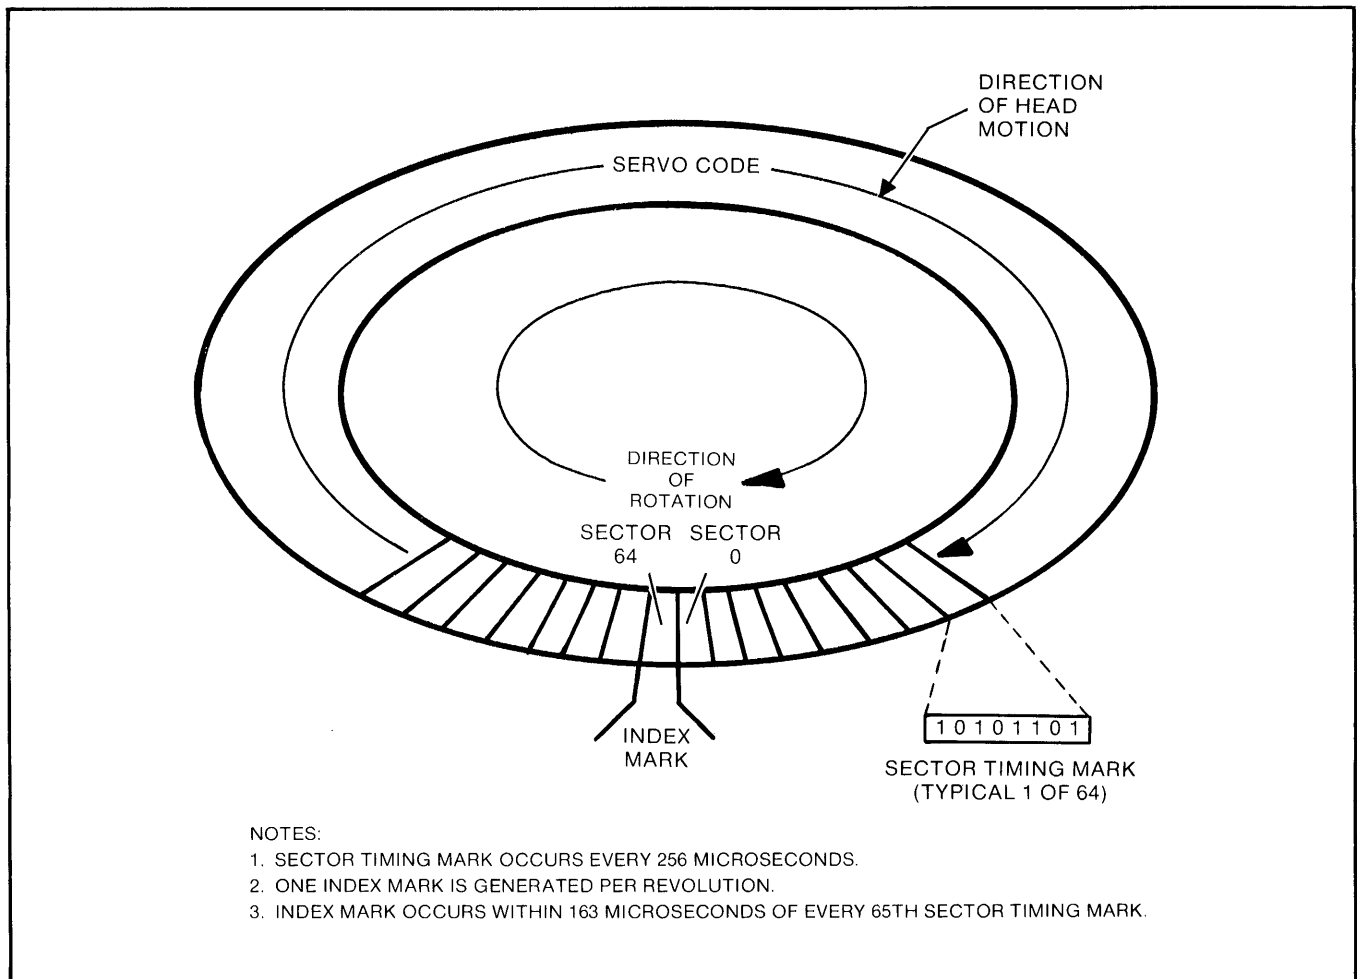 DIRECTION
OF HEAD
MOTION
SERVO CODE
DIRECTION
OF
ROTATION
SECTOR SECTOR
64 0
INDEX
MARK
10101101
SECTOR TIMING MARK
(TYPICAL 1 OF 64)
NOTES:
1. SECTOR TIMING MARK OCCURS EVERY 256 MICROSECONDS.
2. ONE INDEX MARK IS GENERATED PER REVOLUTION.
3. INDEX MARK OCCURS WITHIN 163 MICROSECONDS OF EVERY 65TH SECTOR TIMING MARK.